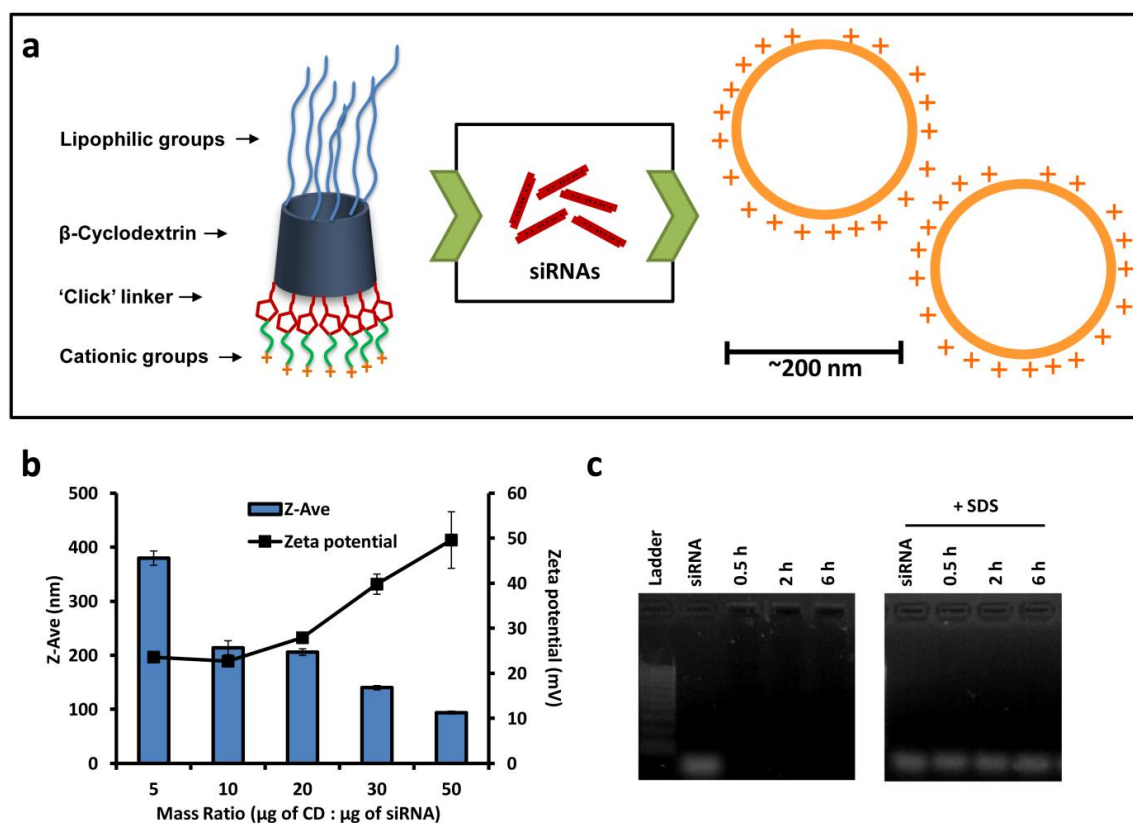 a
Lipophilic groups
β-Cyclodextrin
‘Click’ linker
Cationic groups
siRNAs
~200 nm
b
Z-Ave
Zeta potential
500
400
300
200
100
0
Z-Ave (nm)
60
50
40
30
20
10
0
Zeta potential (mV)
5 10 20 30 50
Mass Ratio (µg of CD : µg of siRNA)
c
Ladder
siRNA
0.5 h
2 h
6 h
+ SDS
siRNA
0.5 h
2 h
6 h